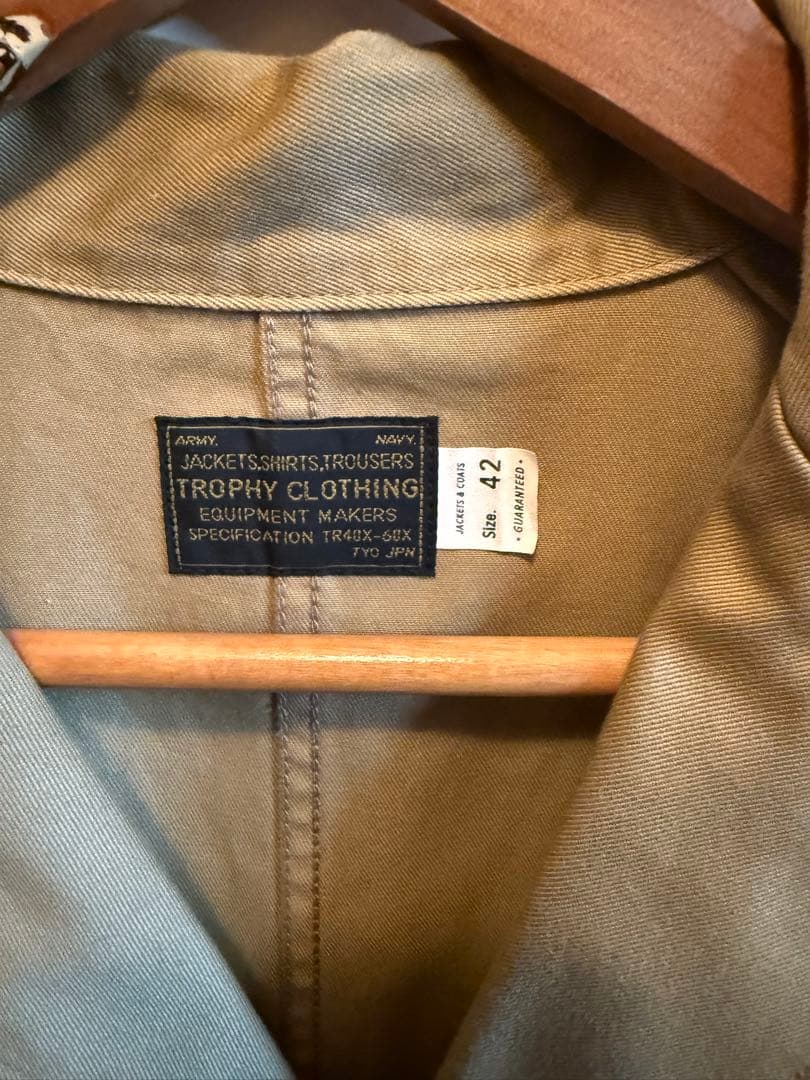 ARMY. NAVY.
JACKETS.SHIRTS,TROUSERS
TROPHY CLOTHING
EQUIPMENT MAKERS
SPECIFICATION TR40X-60X
TYO JPN
JACKETS & COATS
Size. 42
• GUARANTEED •